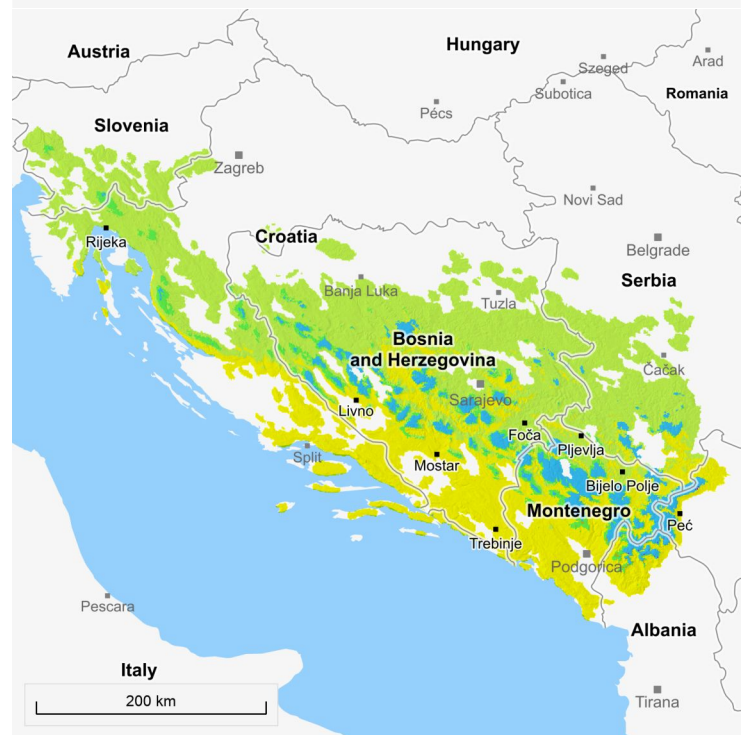 Austria
Hungary
Szeged
Arad
Subotica
Romania
Pécs
Slovenia
Zagreb
Novi Sad
Rijeka
Croatia
Belgrade
Serbia
Banja Luka
Tuzla
Bosnia
and Herzegovina
Čačak
Sarajevo
Livno
Foča
Pljevlja
Split
Mostar
Bijelo Polje
Montenegro
Peć
Trebinje
Podgorica
Pescara
Albania
Italy
200 km
Tirana